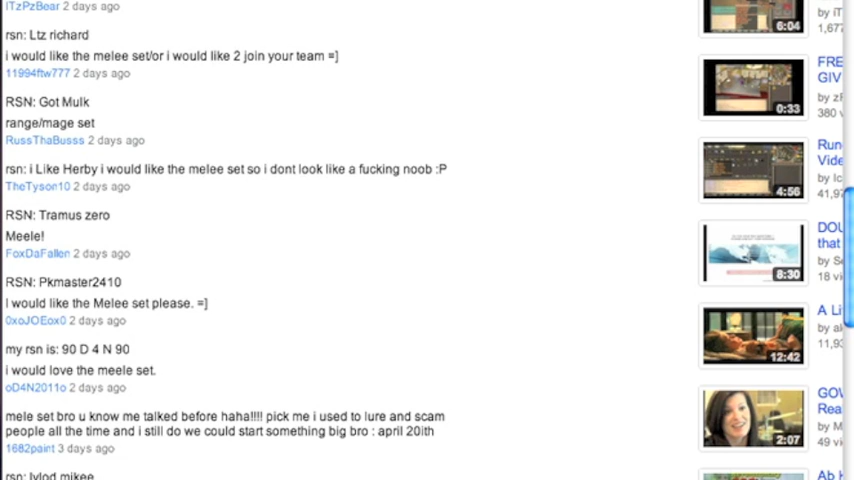 ITzPzBear 2 days ago
rsn: Ltz richard
i would like the melee set/or i would like 2 join your team =]
11994ftw777 2 days ago
RSN: Got Mulk
range/mage set
RussThaBusss 2 days ago
rsn: i Like Herby i would like the melee set so i dont look like a fucking noob :P
TheTyson10 2 days ago
RSN: Tramus zero
Meele!
FoxDaFallen 2 days ago
RSN: Pkmaster2410
I would like the Melee set please. =]
0xoJOEox0 2 days ago
my rsn is: 90 D 4 N 90
i would love the meele set.
oD4N2011o 2 days ago
mele set bro u know me talked before haha!!!! pick me i used to lure and scam
people all the time and i still do we could start something big bro : april 20ith
1682paint 3 days ago
rsn: lylod mikee
6:04
by iT
1,677
FRE
GIV
0:33
by zF
380 v
Run
Vide
4:56
by Ic
41,97
DOU
that
8:30
by Se
18 vi
A Li
by ak
12:42
11,93
GOV
Rea
2:07
by M
49 vi
Ab K